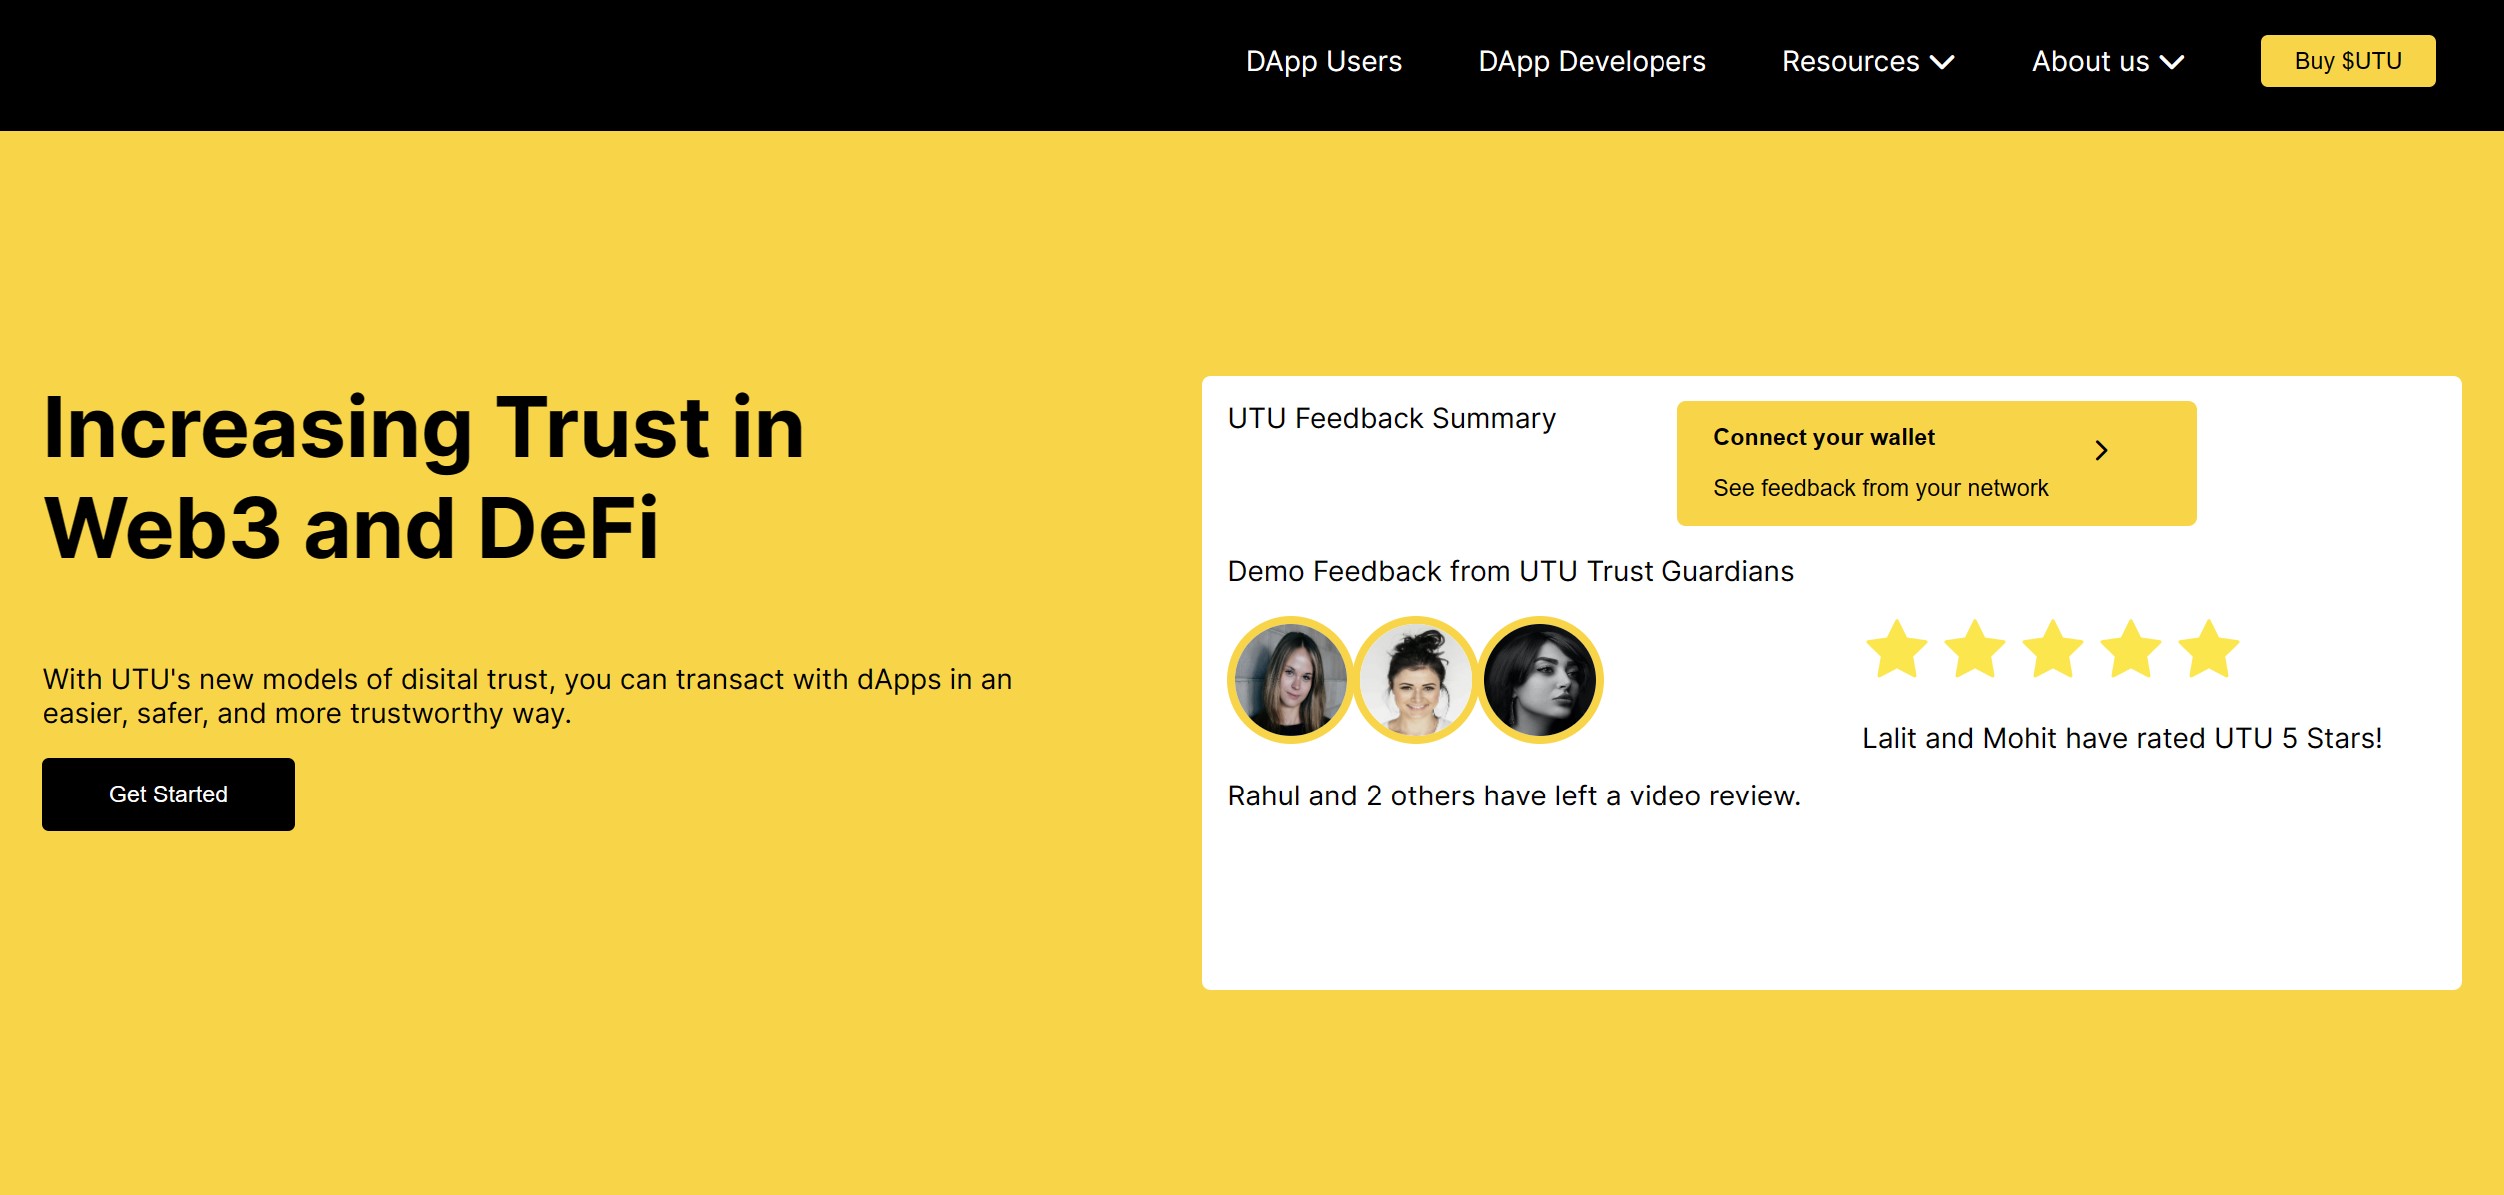 DApp Users
DApp Developers
Resources
About us
Buy $UTU
Increasing Trust in
Web3 and DeFi
With UTU's new models of disital trust, you can transact with dApps in an
easier, safer, and more trustworthy way.
Get Started
UTU Feedback Summary
Connect your wallet
See feedback from your network
Demo Feedback from UTU Trust Guardians
Lalit and Mohit have rated UTU 5 Stars!
Rahul and 2 others have left a video review.